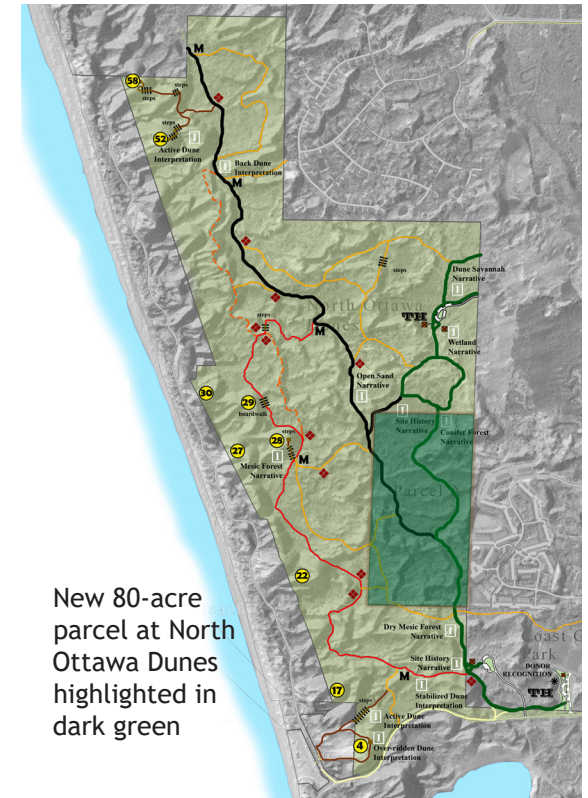 M
58
steps
steps
steps
52
Active Dune
Interpretation
I
I
Back Dune
Interpretation
M
steps
Dune Savannah
Narrative
I
North Ottawa
Dunes
TH
I
Wetland
Narrative
steps
M
Open Sand
Narrative
I
30
29
boardwalk
I
Site History
Narrative
I
Conifer Forest
Narrative
steps
28
27
I
M
Mesic Forest
Narrative
Parcel
22
New 80-acre
parcel at North
Ottawa Dunes
highlighted in
dark green
Dry Mesic Forest
Narrative
I
Coast G
Park
Site History
Narrative
I
DONOR
RECOGNITION
TH
M
I
Stabilized Dune
Interpretation
17
steps
I
Active Dune
Interpretation
4
I
Over-ridden Dune
Interpretation